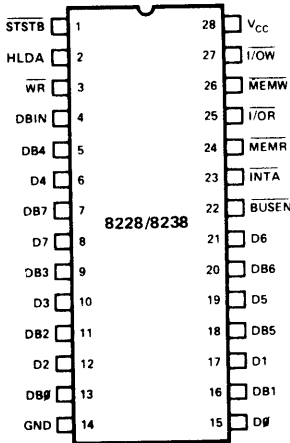 STSTB 1 28 VCC
HLDA 2 27 I/OW
WR 3 26 MEMW
DBIN 4 25 I/OR
DB4 5 24 MEMR
D4 6 23 INTA
DB7 7 22 BUSEN
8228/8238
D7 8 21 D6
DB3 9 20 DB6
D3 10 19 D5
DB2 11 18 DB5
D2 12 17 D1
DB0 13 16 DB1
GND 14 15 D0